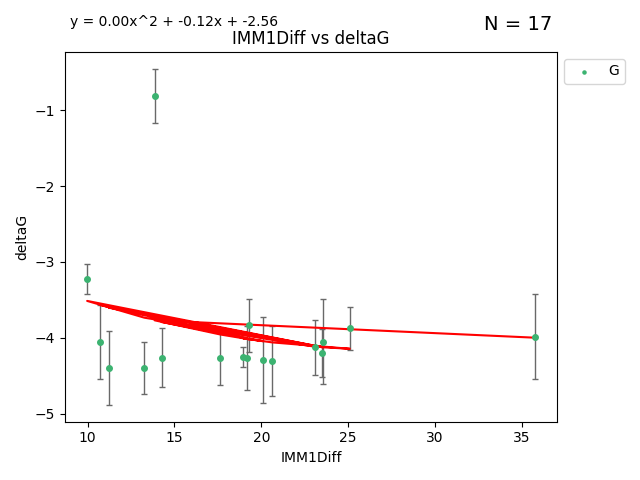 y = 0.00x^2 + -0.12x + -2.56
N = 17
IMM1Diff vs deltaG
G
deltaG
−1
−2
−3
−4
−5
10 15 20 25 30 35
IMM1Diff